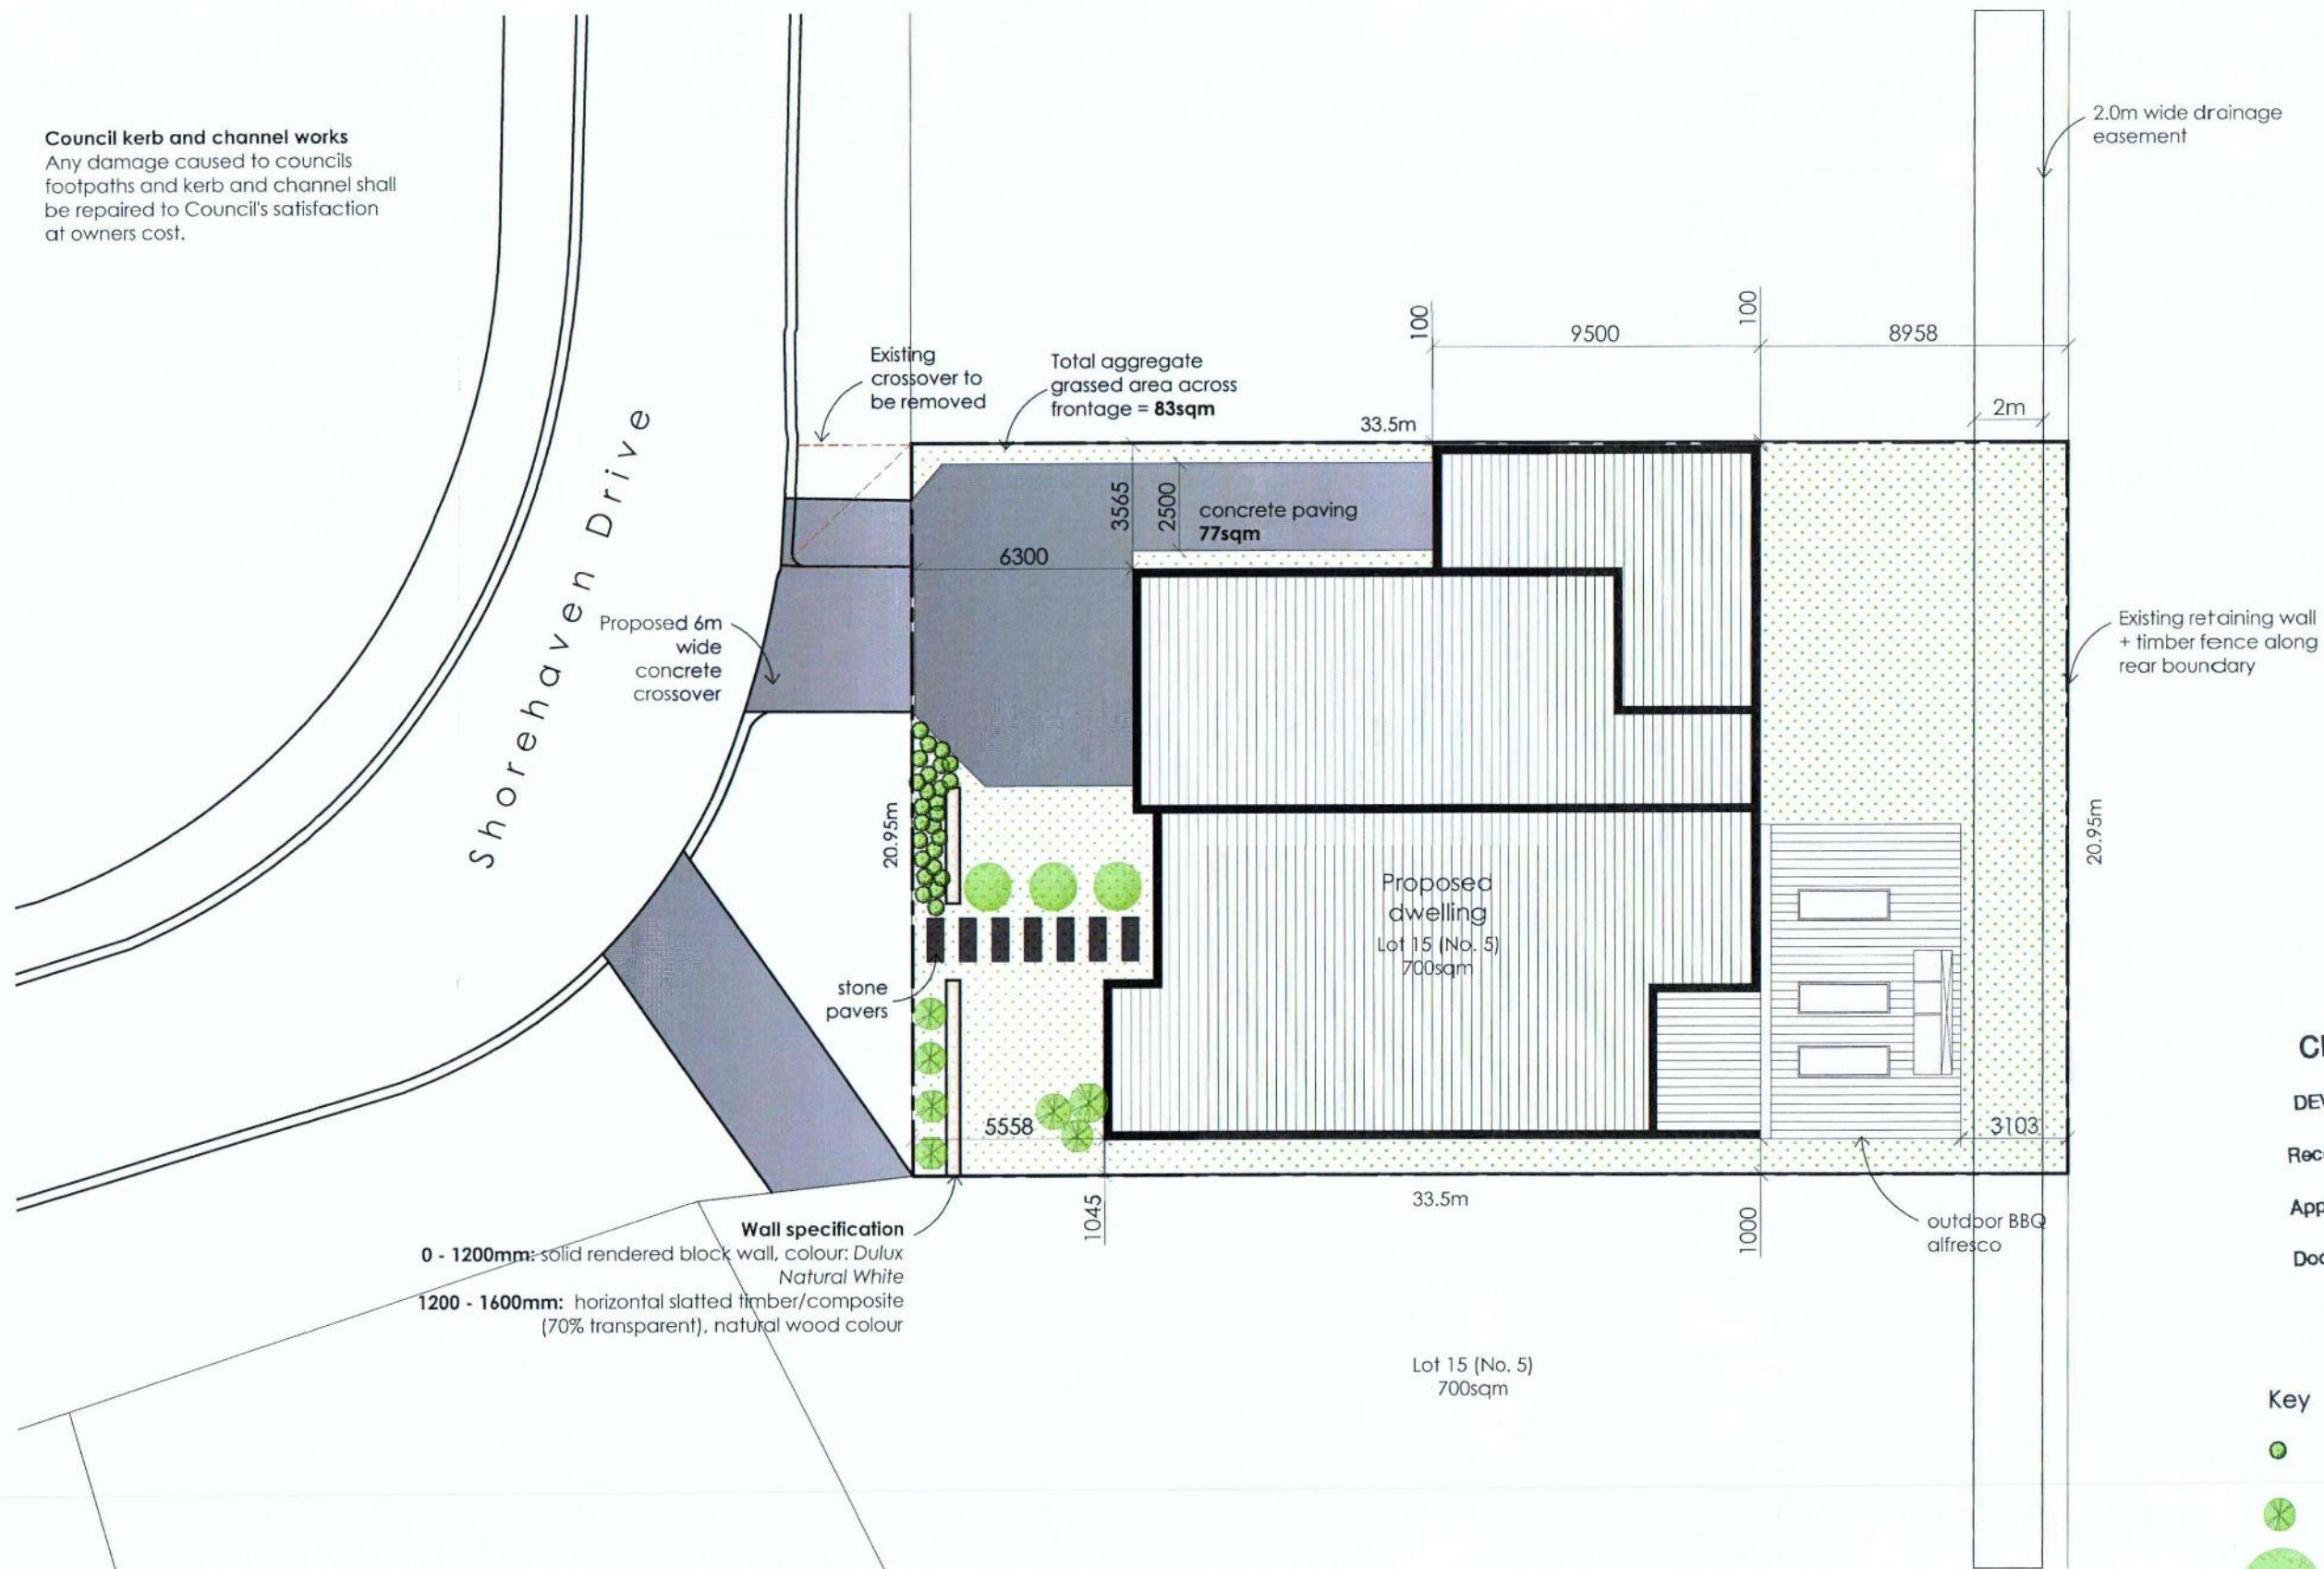 Council kerb and channel works
Any damage caused to councils
footpaths and kerb and channel shall
be repaired to Council's satisfaction
at owners cost.
2.0m wide drainage
easement
100
9500
100
8958
2m
Existing
crossover to
be removed
Total aggregate
grassed area across
frontage = 83sqm
33.5m
Shorehaven Drive
3565
2500
concrete paving
77sqm
6300
Proposed 6m
wide
concrete
crossover
Existing retaining wall
+ timber fence along
rear boundary
20.95m
20.95m
Proposed
dwelling
Lot 15 (No. 5)
700sqm
stone
pavers
5558
3103
1045
33.5m
1000
outdoor BBQ
alfresco
Wall specification
0 - 1200mm: solid rendered block wall, colour: Dulux
Natural White
1200 - 1600mm: horizontal slatted timber/composite
(70% transparent), natural wood colour
Lot 15 (No. 5)
700sqm
Rec
App
Key